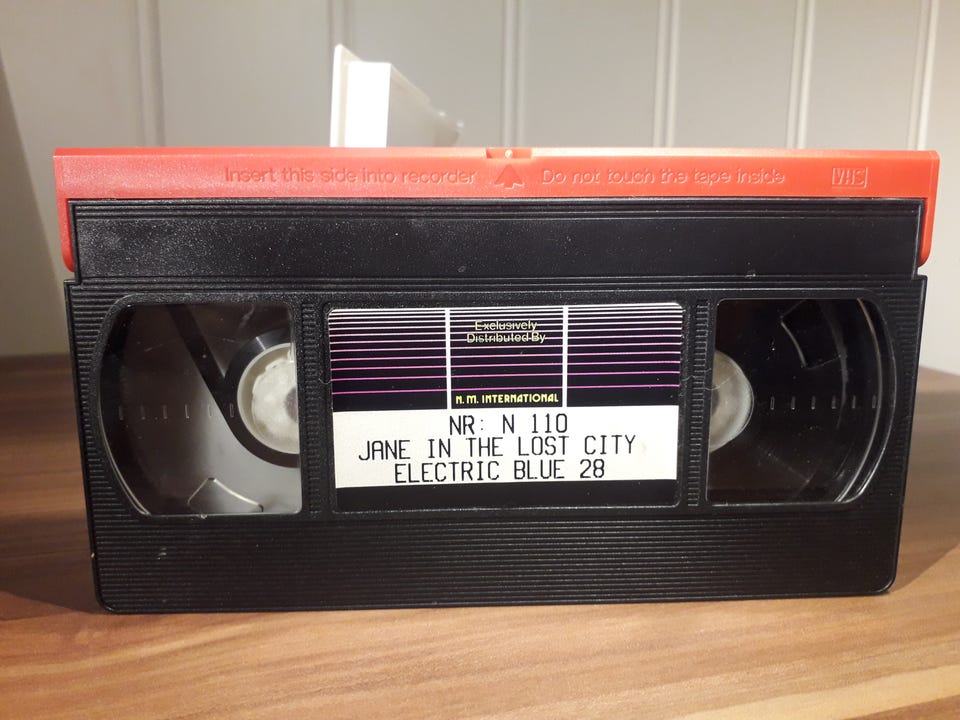 Insert this side into recorder Do not touch the tape inside VHS
Exclusively
Distributed By
N. M. INTERNATIONAL
NR: N 110
JANE IN THE LOST CITY
ELECTRIC BLUE 28